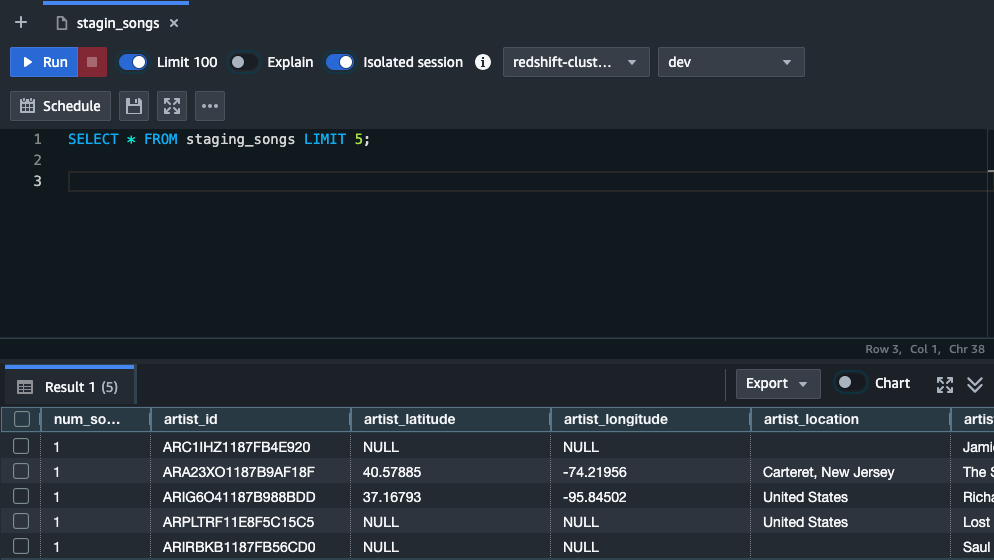 stagin_songs
Run Limit 100 Explain Isolated session redshift-clust... dev
Schedule
1 SELECT * FROM staging_songs LIMIT 5;
2
3
Row 3, Col 1, Chr 38
Result 1 (5) Export Chart
num_so... artist_id artist_latitude artist_longitude artist_location artis
1 ARC1IHZ1187FB4E920 NULL NULL Jamie
1 ARA23XO1187B9AF18F 40.57885 -74.21956 Carteret, New Jersey The S
1 ARIG6O41187B988BDD 37.16793 -95.84502 United States Richa
1 ARPLTRF11E8F5C15C5 NULL NULL United States Lost
1 ARIRBKB1187FB56CD0 NULL NULL Saul